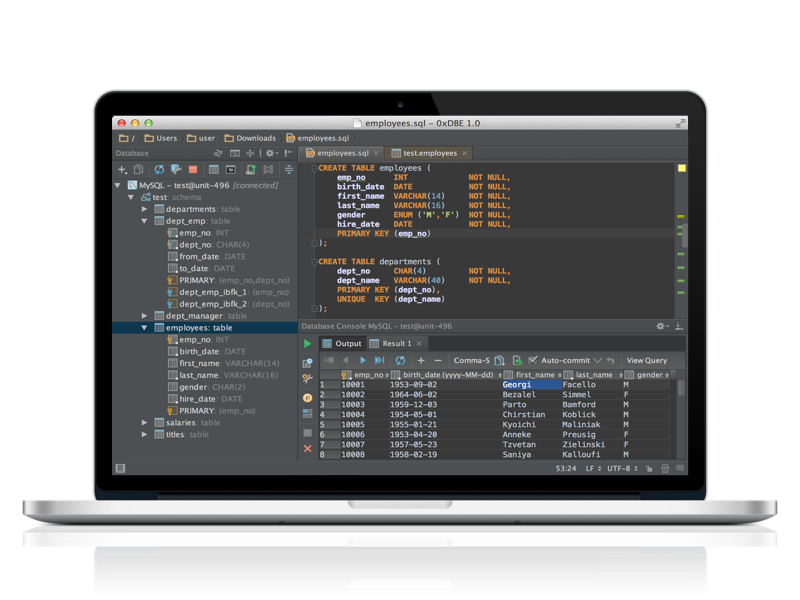 employees.sql – 0xDBE 1.0
/ Users user Downloads employees.sql
Database
employees.sql test.employees
MySQL – test@unit-496 [connected]
test: schema
departments: table
dept_emp: table
emp_no: INT
dept_no: CHAR(4)
from_date: DATE
to_date: DATE
PRIMARY: (emp_no,dept_no)
dept_emp_ibfk_1: (emp_no)
dept_emp_ibfk_2: (dept_no)
dept_manager: table
employees: table
emp_no: INT
birth_date: DATE
first_name: VARCHAR(14)
last_name: VARCHAR(16)
gender: CHAR(2)
hire_date: DATE
PRIMARY: (emp_no)
salaries: table
titles: table
CREATE TABLE employees (
emp_no INT NOT NULL,
birth_date DATE NOT NULL,
first_name VARCHAR(14) NOT NULL,
last_name VARCHAR(16) NOT NULL,
gender ENUM ('M','F') NOT NULL,
hire_date DATE NOT NULL,
PRIMARY KEY (emp_no)
);
CREATE TABLE departments (
dept_no CHAR(4) NOT NULL,
dept_name VARCHAR(40) NOT NULL,
PRIMARY KEY (dept_no),
UNIQUE KEY (dept_name)
);
Database Console MySQL – test@unit-496
Output Result 1
Comma-S Auto-commit View Query
emp_no birth_date (yyyy-MM-dd) first_name last_name gender
1 10001 1953-09-02 Georgi Facello M
2 10002 1964-06-02 Bezalel Simmel F
3 10003 1959-12-03 Parto Bamford M
4 10004 1954-05-01 Chirstian Koblick M
5 10005 1955-01-21 Kyoichi Maliniak M
6 10006 1953-04-20 Anneke Preusig F
7 10007 1957-05-23 Tzvetan Zielinski F
8 10008 1958-02-19 Saniya Kalloufi M
53:24 LF UTF-8